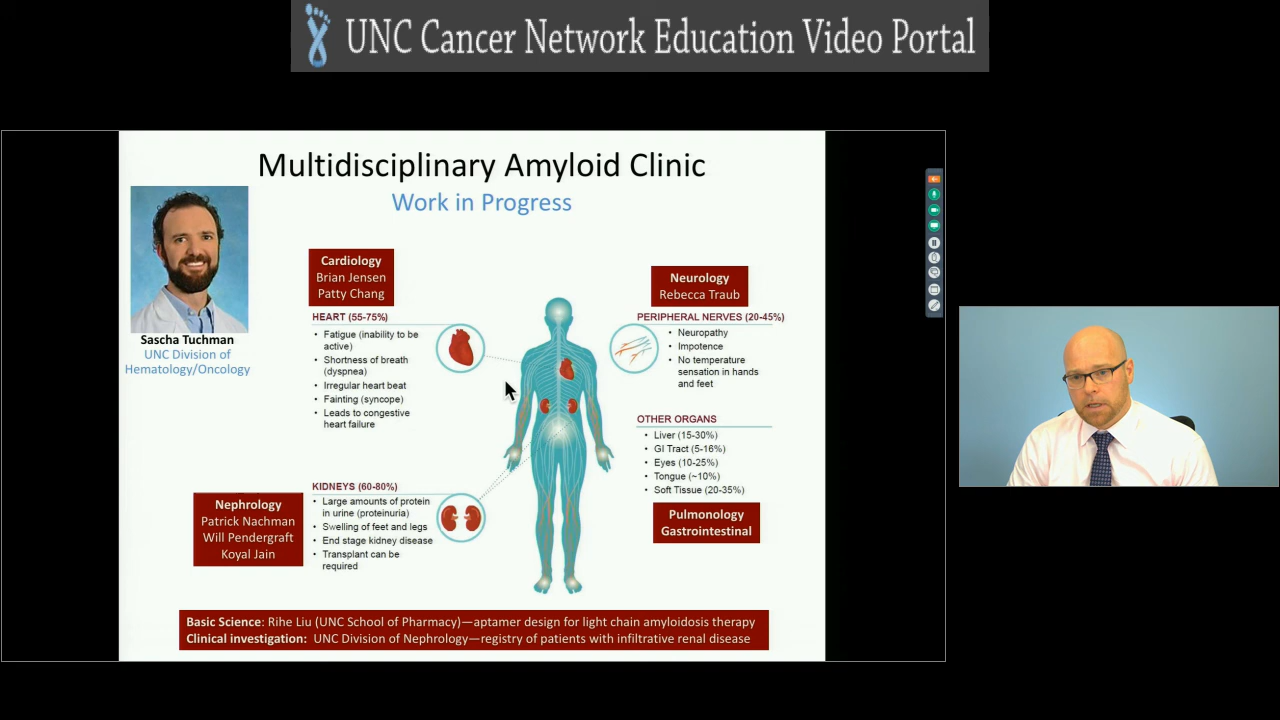 UNC Cancer Network Education Video Portal
Multidisciplinary Amyloid Clinic
Work in Progress
Sascha Tuchman
UNC Division of
Hematology/Oncology
Cardiology
Brian Jensen
Patty Chang
HEART (55-75%)
• Fatigue (inability to be
active)
• Shortness of breath
(dyspnea)
• Irregular heart beat
• Fainting (syncope)
• Leads to congestive
heart failure
Neurology
Rebecca Traub
PERIPHERAL NERVES (20-45%)
• Neuropathy
• Impotence
• No temperature
sensation in hands
and feet
OTHER ORGANS
• Liver (15-30%)
• GI Tract (5-16%)
• Eyes (10-25%)
• Tongue (~10%)
• Soft Tissue (20-35%)
Pulmonology
Gastrointestinal
Nephrology
Patrick Nachman
Will Pendergraft
Koyal Jain
KIDNEYS (60-80%)
• Large amounts of protein
in urine (proteinuria)
• Swelling of feet and legs
• End stage kidney disease
• Transplant can be
required
Basic Science: Rihe Liu (UNC School of Pharmacy)—aptamer design for light chain amyloidosis therapy
Clinical investigation: UNC Division of Nephrology—registry of patients with infiltrative renal disease